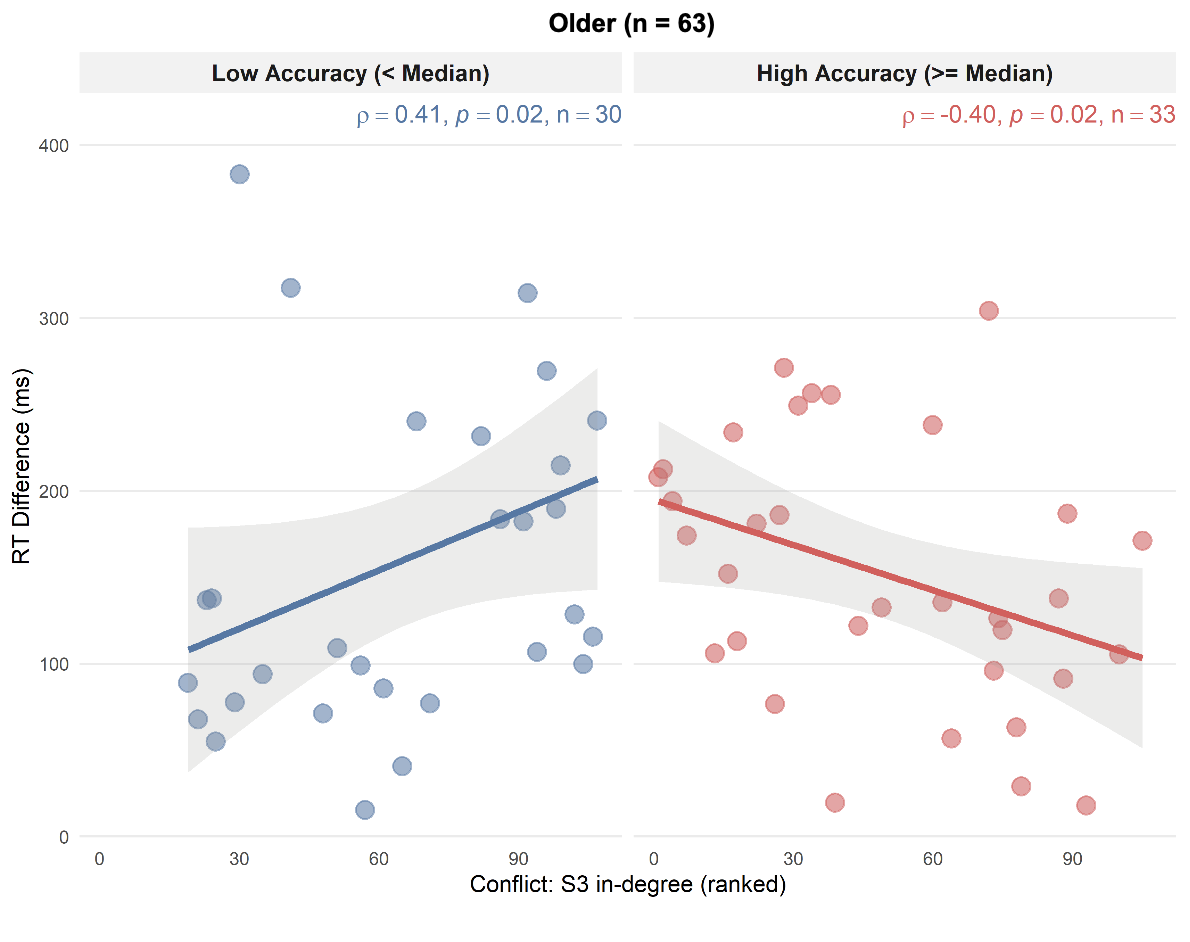 Older (n = 63)
Low Accuracy (< Median)
High Accuracy (>= Median)
ρ = 0.41, p = 0.02, n = 30
ρ = -0.40, p = 0.02, n = 33
400
300
200
100
0
RT Difference (ms)
0 30 60 90
0 30 60 90
Conflict: S3 in-degree (ranked)